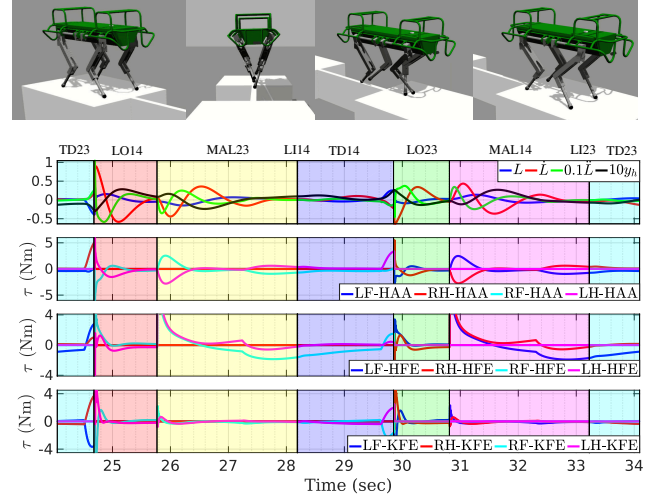 TD23 LO14 MAL23 LI14 TD14 LO23 MAL14 LI23 TD23
1
0.5
0
-0.5
L L̇ 0.1L̈ 10y_h
τ (Nm)
5
0
-5
LF-HAA RH-HAA RF-HAA LH-HAA
τ (Nm)
4
0
-4
LF-HFE RH-HFE RF-HFE LH-HFE
τ (Nm)
4
0
-4
LF-KFE RH-KFE RF-KFE LH-KFE
25 26 27 28 29 30 31 32 33 34
Time (sec)